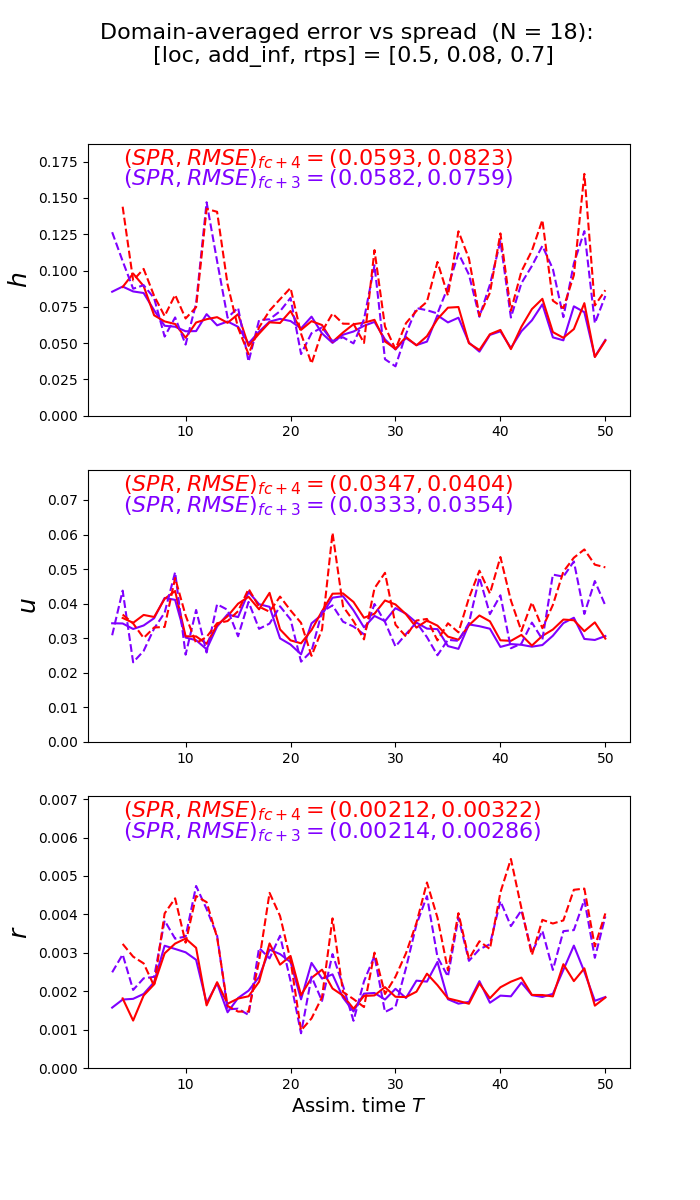 Domain-averaged error vs spread (N = 18):
[loc, add_inf, rtps] = [0.5, 0.08, 0.7]
(SPR, RMSE)fc+4 = (0.0593, 0.0823)
(SPR, RMSE)fc+3 = (0.0582, 0.0759)
h
0.175
0.150
0.125
0.100
0.075
0.050
0.025
0.000
10 20 30 40 50
(SPR, RMSE)fc+4 = (0.0347, 0.0404)
(SPR, RMSE)fc+3 = (0.0333, 0.0354)
u
0.07
0.06
0.05
0.04
0.03
0.02
0.01
0.00
10 20 30 40 50
(SPR, RMSE)fc+4 = (0.00212, 0.00322)
(SPR, RMSE)fc+3 = (0.00214, 0.00286)
r
0.007
0.006
0.005
0.004
0.003
0.002
0.001
0.000
10 20 30 40 50
Assim. time T